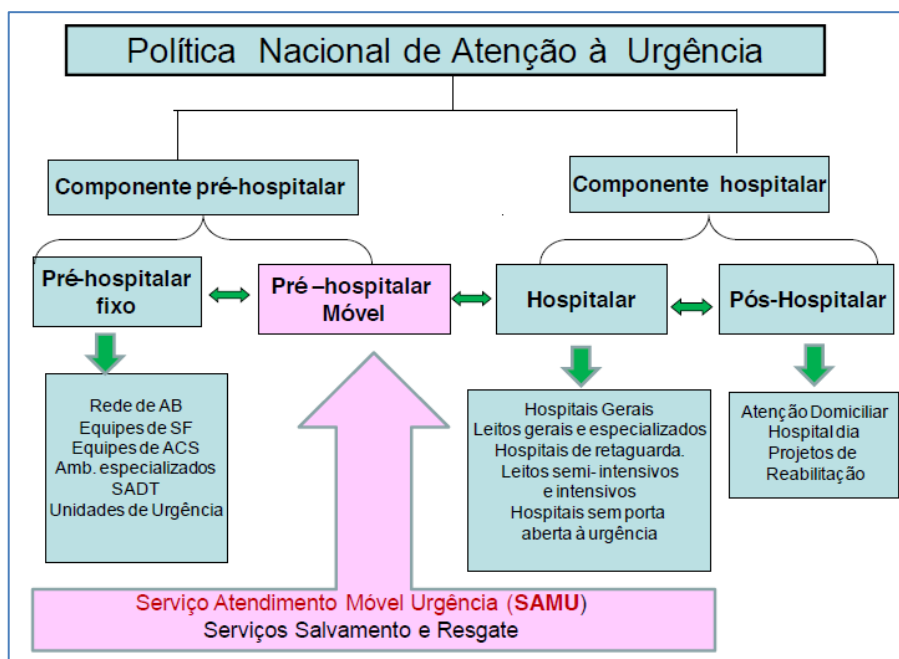 Política Nacional de Atenção à Urgência
Componente pré-hospitalar
Componente hospitalar
Pré-hospitalar
fixo
Pré –hospitalar
Móvel
Hospitalar
Pós-Hospitalar
Rede de AB
Equipes de SF
Equipes de ACS
Amb. especializados
SADT
Unidades de Urgência
Hospitais Gerais
Leitos gerais e especializados
Hospitais de retaguarda.
Leitos semi- intensivos
e intensivos
Hospitais sem porta
aberta à urgência
Atenção Domiciliar
Hospital dia
Projetos de
Reabilitação
Serviço Atendimento Móvel Urgência (SAMU)
Serviços Salvamento e Resgate